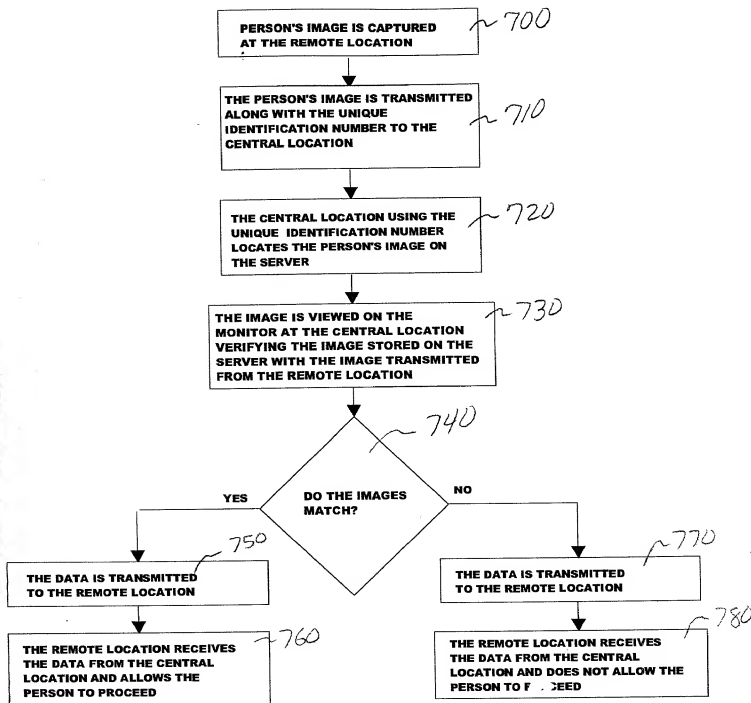 PERSON'S IMAGE IS CAPTURED
AT THE REMOTE LOCATION
700
THE PERSON'S IMAGE IS TRANSMITTED
ALONG WITH THE UNIQUE
IDENTIFICATION NUMBER TO THE
CENTRAL LOCATION
710
THE CENTRAL LOCATION USING THE
UNIQUE IDENTIFICATION NUMBER
LOCATES THE PERSON'S IMAGE ON
THE SERVER
720
THE IMAGE IS VIEWED ON THE
MONITOR AT THE CENTRAL LOCATION
VERIFYING THE IMAGE STORED ON THE
SERVER WITH THE IMAGE TRANSMITTED
FROM THE REMOTE LOCATION
730
740
DO THE IMAGES
MATCH?
YES
NO
750
THE DATA IS TRANSMITTED
TO THE REMOTE LOCATION
770
THE DATA IS TRANSMITTED
TO THE REMOTE LOCATION
760
THE REMOTE LOCATION RECEIVES
THE DATA FROM THE CENTRAL
LOCATION AND ALLOWS THE
PERSON TO PROCEED
780
THE REMOTE LOCATION RECEIVES
THE DATA FROM THE CENTRAL
LOCATION AND DOES NOT ALLOW THE
PERSON TO